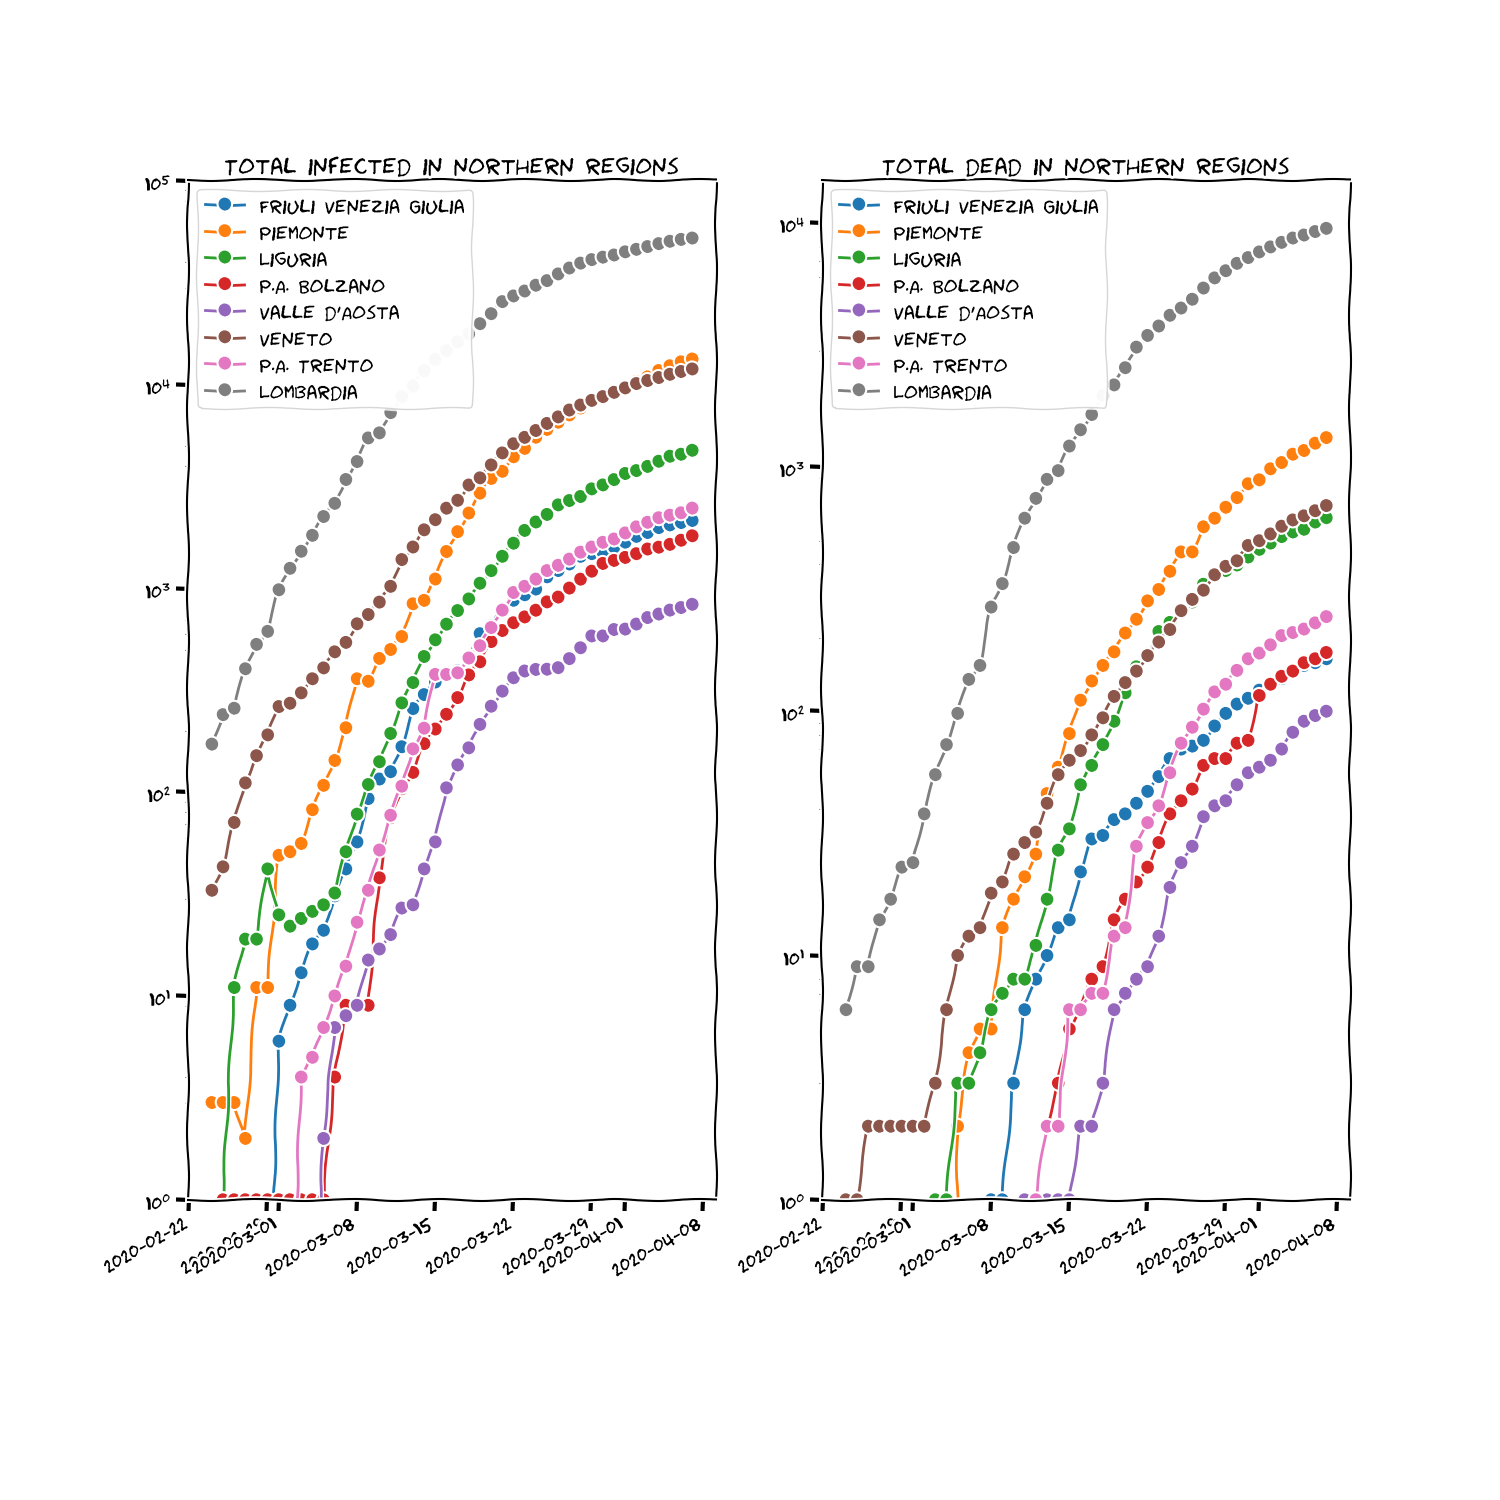 TOTAL INFECTED IN NORTHERN REGIONS
10⁵
10⁴
10³
10²
10¹
10⁰
FRIULI VENEZIA GIULIA
PIEMONTE
LIGURIA
P.A. BOLZANO
VALLE D'AOSTA
VENETO
P.A. TRENTO
LOMBARDIA
2020-02-22
2020-03-01
2020-03-08
2020-03-15
2020-03-22
2020-03-29
2020-04-01
2020-04-08
TOTAL DEAD IN NORTHERN REGIONS
10⁴
10³
10²
10¹
10⁰
FRIULI VENEZIA GIULIA
PIEMONTE
LIGURIA
P.A. BOLZANO
VALLE D'AOSTA
VENETO
P.A. TRENTO
LOMBARDIA
2020-02-22
2020-03-01
2020-03-08
2020-03-15
2020-03-22
2020-03-29
2020-04-01
2020-04-08